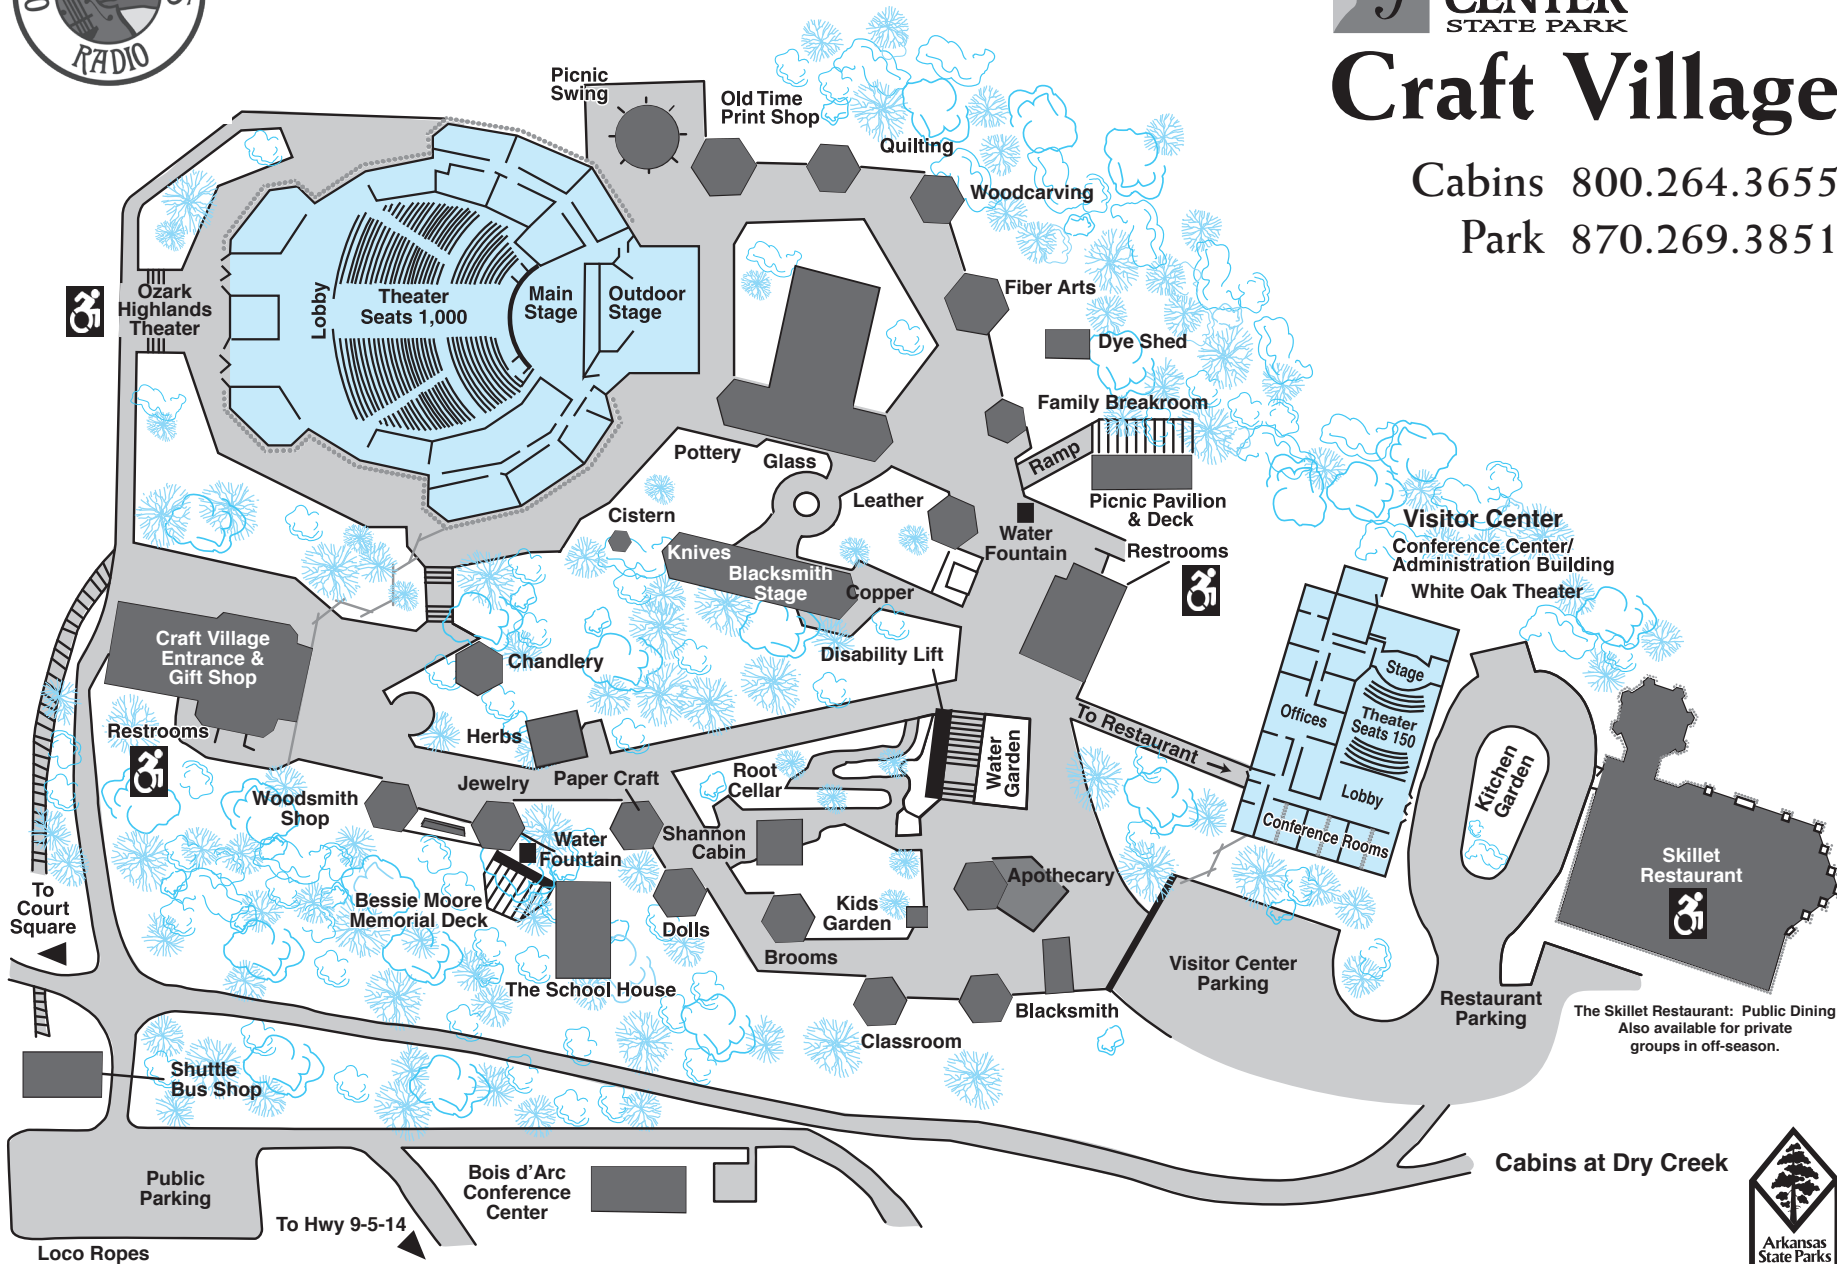 RADIO
CENTER
STATE PARK
Craft Village
Cabins 800.264.3655
Park 870.269.3851
Picnic
Swing
Old Time
Print Shop
Quilting
Woodcarving
Fiber Arts
Dye Shed
Family Breakroom
Ramp
Picnic Pavilion
& Deck
Ozark
Highlands
Theater
Lobby
Theater
Seats 1,000
Main
Stage
Outdoor
Stage
Pottery
Glass
Leather
Cistern
Knives
Blacksmith
Stage
Copper
Water
Fountain
Restrooms
Visitor Center
Conference Center/
Administration Building
White Oak Theater
Stage
Theater
Seats 150
Offices
Lobby
Conference Rooms
Kitchen
Garden
Skillet
Restaurant
The Skillet Restaurant: Public Dining
Also available for private
groups in off-season.
Craft Village
Entrance &
Gift Shop
Restrooms
Chandlery
Disability Lift
Herbs
To Restaurant →
Water
Garden
Root
Cellar
Jewelry
Paper Craft
Woodsmith
Shop
Water
Fountain
Shannon
Cabin
Bessie Moore
Memorial Deck
Dolls
Kids
Garden
Apothecary
Brooms
The School House
Classroom
Blacksmith
Visitor Center
Parking
Restaurant
Parking
To
Court
Square
Shuttle
Bus Shop
Public
Parking
Bois d'Arc
Conference
Center
To Hwy 9-5-14
Loco Ropes
Cabins at Dry Creek
Arkansas
State Parks